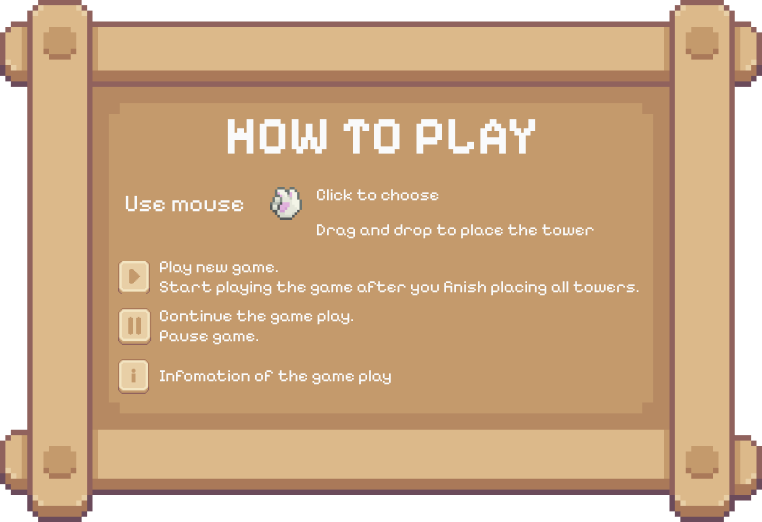 HOW TO PLAY
Use mouse
Click to choose
Drag and drop to place the tower
Play new game.
Start playing the game after you finish placing all towers.
Continue the game play.
Pause game.
i
Infomation of the game play